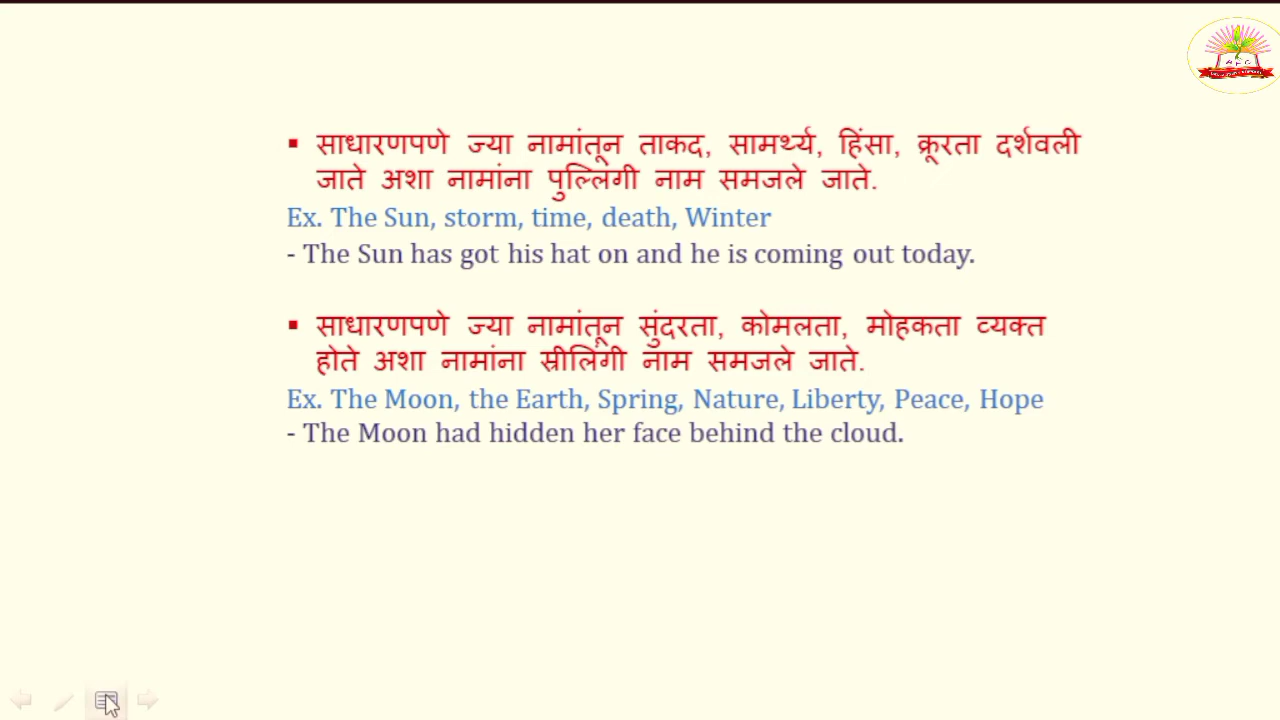 ▪ साधारणपणे ज्या नामांतून ताकद, सामर्थ्य, हिंसा, क्रूरता दर्शवली
जाते अशा नामांना पुल्लिंगी नाम समजले जाते.
Ex. The Sun, storm, time, death, Winter
- The Sun has got his hat on and he is coming out today.
▪ साधारणपणे ज्या नामांतून सुंदरता, कोमलता, मोहकता व्यक्त
होते अशा नामांना स्रीलिंगी नाम समजले जाते.
Ex. The Moon, the Earth, Spring, Nature, Liberty, Peace, Hope
- The Moon had hidden her face behind the cloud.